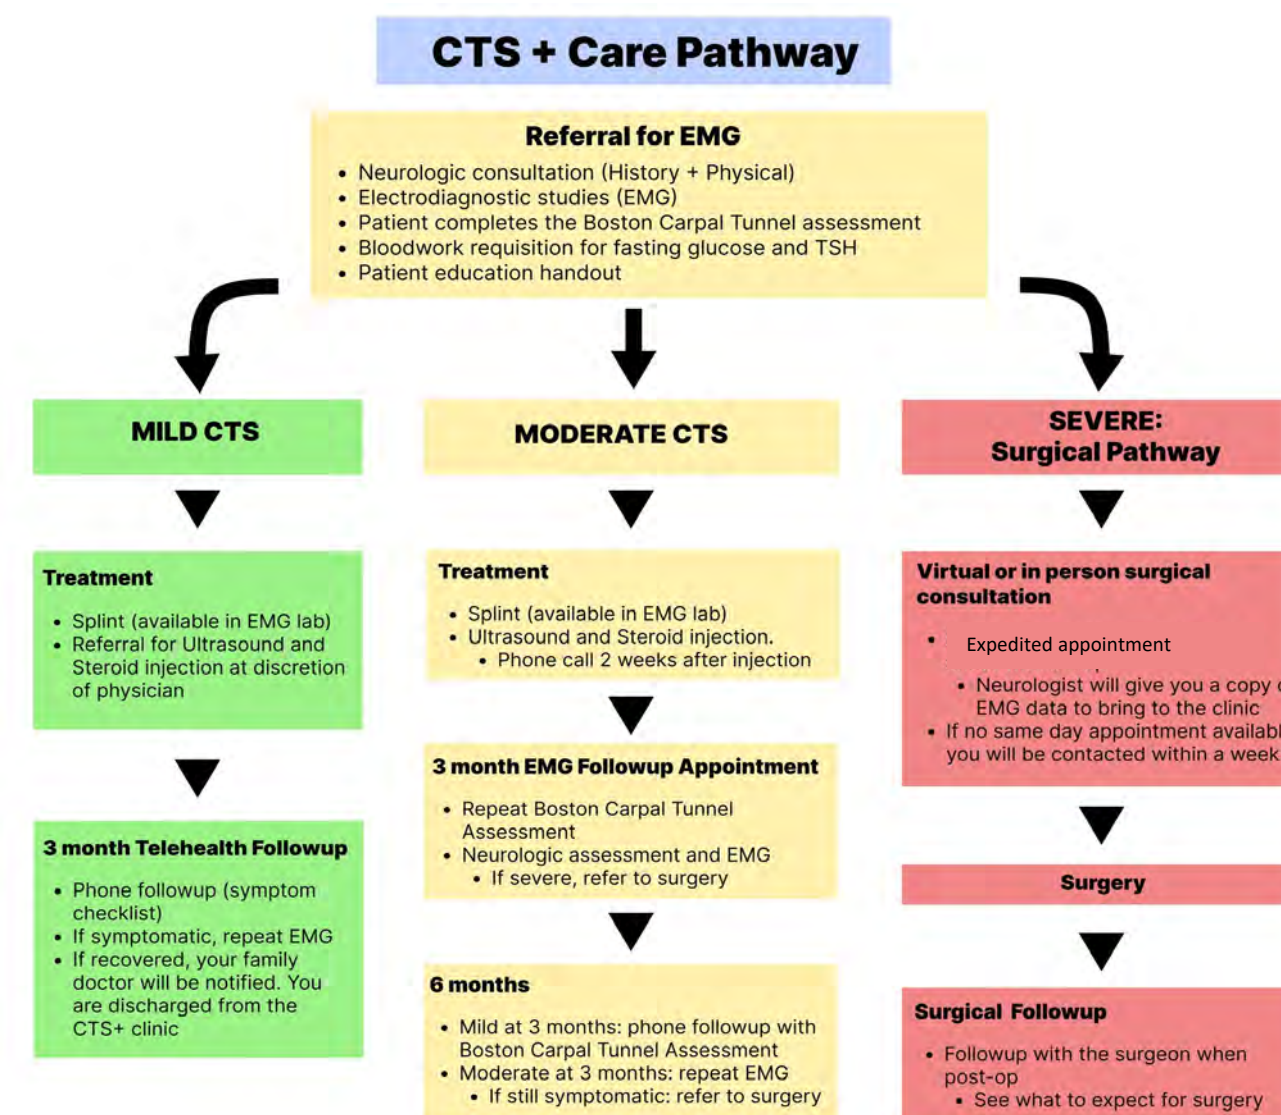 CTS + Care Pathway
Referral for EMG
• Neurologic consultation (History + Physical)
• Electrodiagnostic studies (EMG)
• Patient completes the Boston Carpal Tunnel assessment
• Bloodwork requisition for fasting glucose and TSH
• Patient education handout
MILD CTS
Treatment
• Splint (available in EMG lab)
• Referral for Ultrasound and
Steroid injection at discretion
of physician
3 month Telehealth Followup
• Phone followup (symptom
checklist)
• If symptomatic, repeat EMG
• If recovered, your family
doctor will be notified. You
are discharged from the
CTS+ clinic
MODERATE CTS
Treatment
• Splint (available in EMG lab)
• Ultrasound and Steroid injection.
• Phone call 2 weeks after injection
3 month EMG Followup Appointment
• Repeat Boston Carpal Tunnel
Assessment
• Neurologic assessment and EMG
• If severe, refer to surgery
6 months
• Mild at 3 months: phone followup with
Boston Carpal Tunnel Assessment
• Moderate at 3 months: repeat EMG
• If still symptomatic: refer to surgery
SEVERE:
Surgical Pathway
Virtual or in person surgical
consultation
• Expedited appointment
• Neurologist will give you a copy
EMG data to bring to the clinic
• If no same day appointment
you will be contacted within a week
Surgery
Surgical Followup
• Followup with the surgeon when
post-op
• See what to expect for surgery